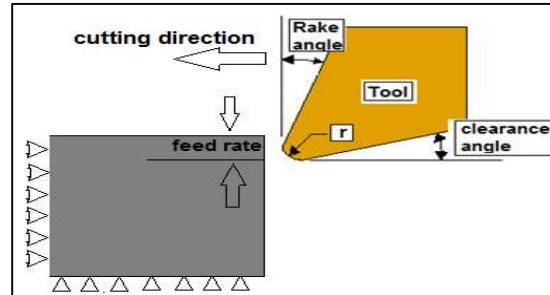 cutting direction
Rake
angle
Tool
feed rate
r
clearance
angle